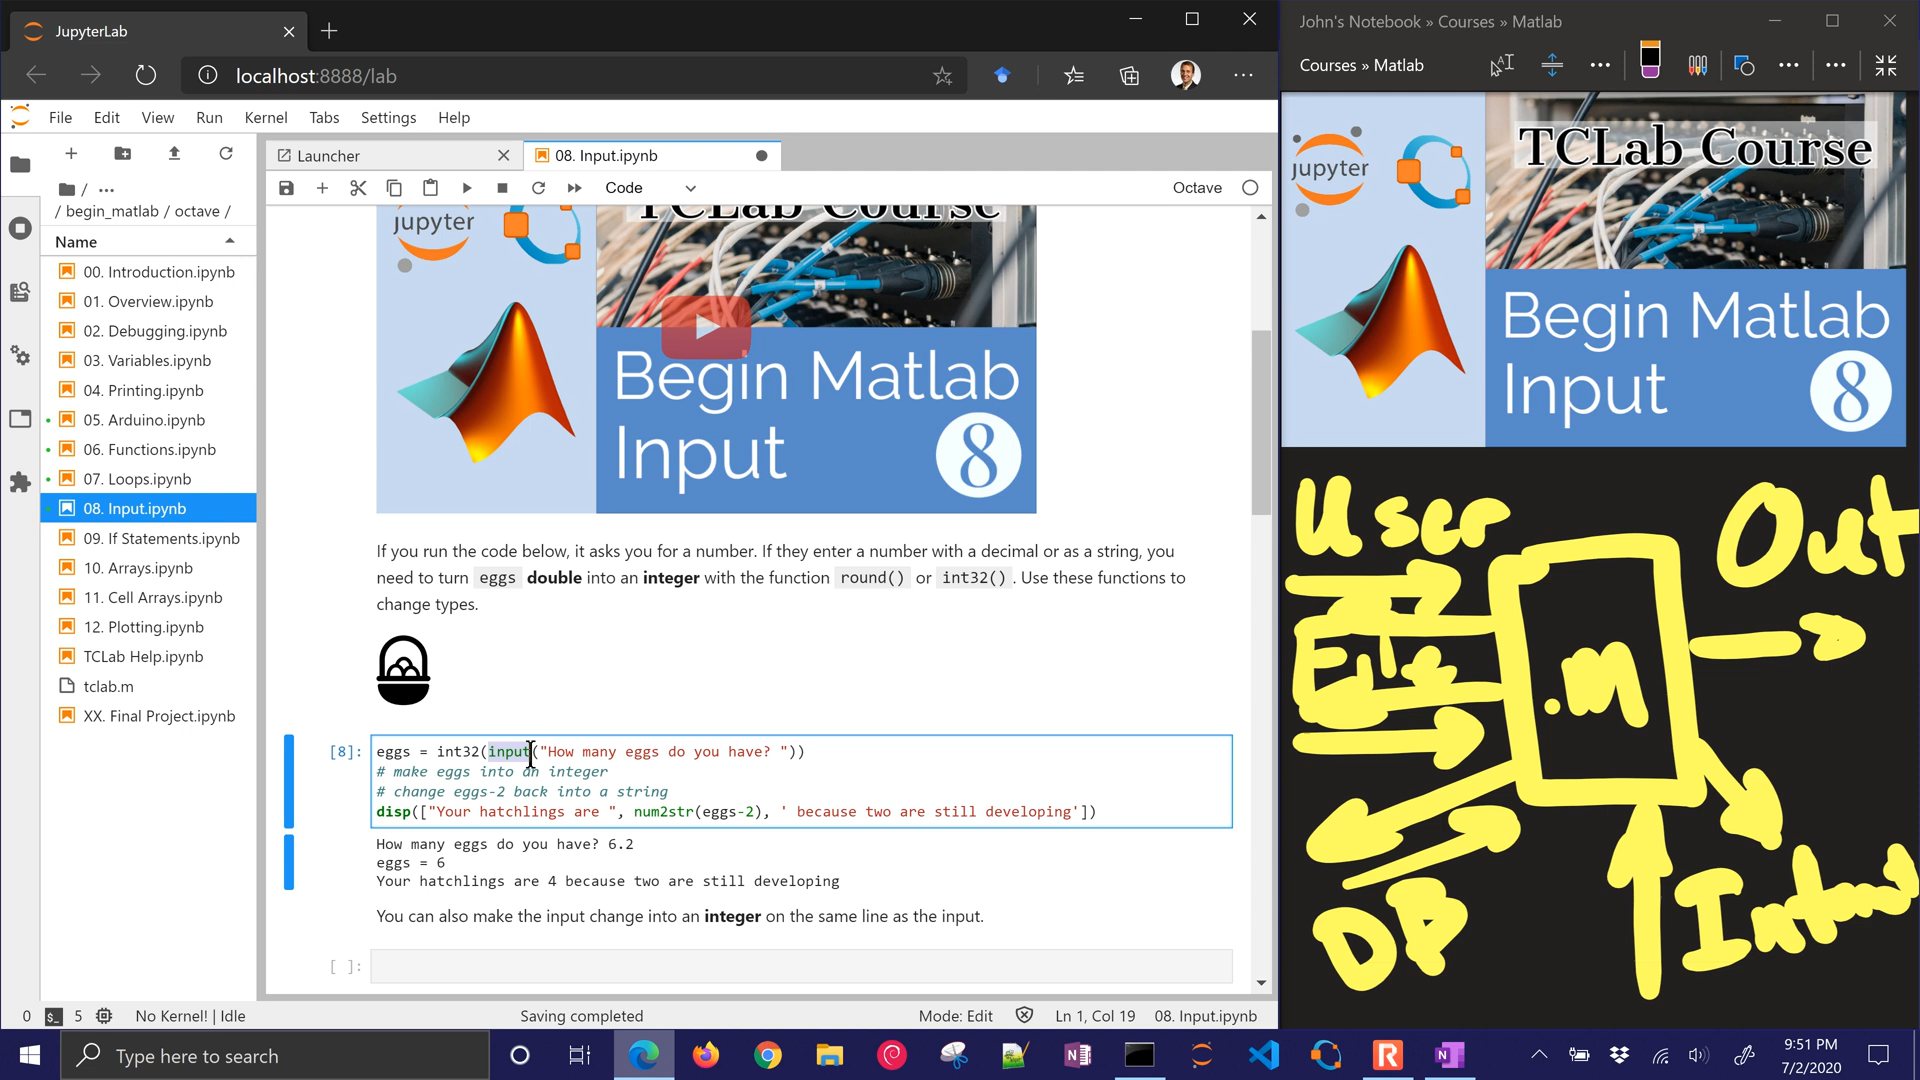 JupyterLab
localhost:8888/lab
File Edit View Run Kernel Tabs Settings Help
/ ...
/ begin_matlab / octave /
Name
00. Introduction.ipynb
01. Overview.ipynb
02. Debugging.ipynb
03. Variables.ipynb
04. Printing.ipynb
05. Arduino.ipynb
06. Functions.ipynb
07. Loops.ipynb
08. Input.ipynb
09. If Statements.ipynb
10. Arrays.ipynb
11. Cell Arrays.ipynb
12. Plotting.ipynb
TCLab Help.ipynb
tclab.m
XX. Final Project.ipynb
Launcher
08. Input.ipynb
Code
Octave
TCLab Course
jupyter
Begin Matlab
Input
8
If you run the code below, it asks you for a number. If they enter a number with a decimal or as a string, you
need to turn eggs double into an integer with the function round() or int32() . Use these functions to
change types.
[8]:
eggs = int32(input("How many eggs do you have? "))
# make eggs into an integer
# change eggs-2 back into a string
disp(["Your hatchlings are ", num2str(eggs-2), ' because two are still developing'])
How many eggs do you have? 6.2
eggs = 6
Your hatchlings are 4 because two are still developing
You can also make the input change into an integer on the same line as the input.
[ ]:
0 $_ 5 No Kernel! | Idle Saving completed Mode: Edit Ln 1, Col 19 08. Input.ipynb
John's Notebook » Courses » Matlab
Courses » Matlab
TCLab Course
jupyter
Begin Matlab
Input
8
User
Out
.m
DB
Type here to search
9:51 PM
7/2/2020